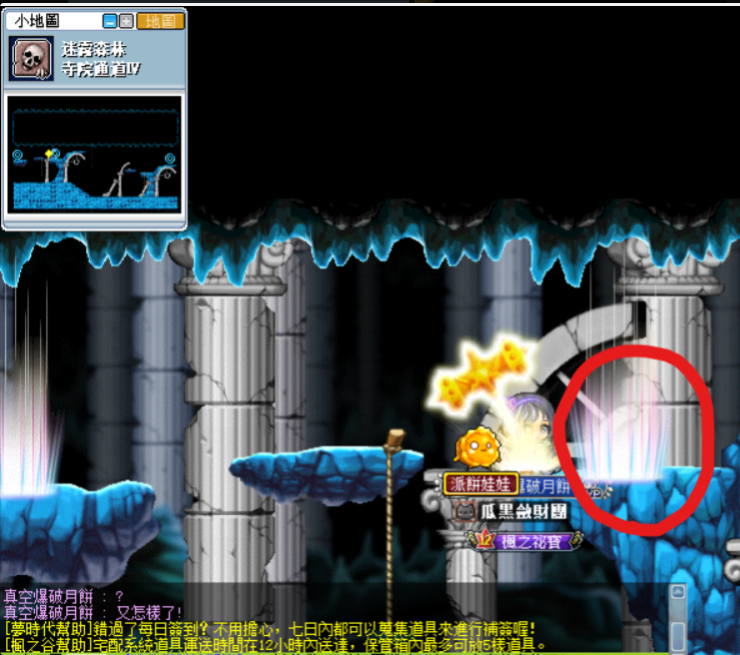 小地圖 地圖
迷霧森林
寺院通道IV
派餅娃娃 爆破月餅
瓜黑兪財團
楓之祕寶
真空爆破月餅 : ?
真空爆破月餅 : 又怎樣了!
[夢時代幫助]錯過了每日簽到? 不用擔心, 七日內都可以蒐集道具來進行補簽喔!
[楓之谷幫助]宅配系統道具運送時間在12小時內送達, 保管箱內最多可放5樣道具。